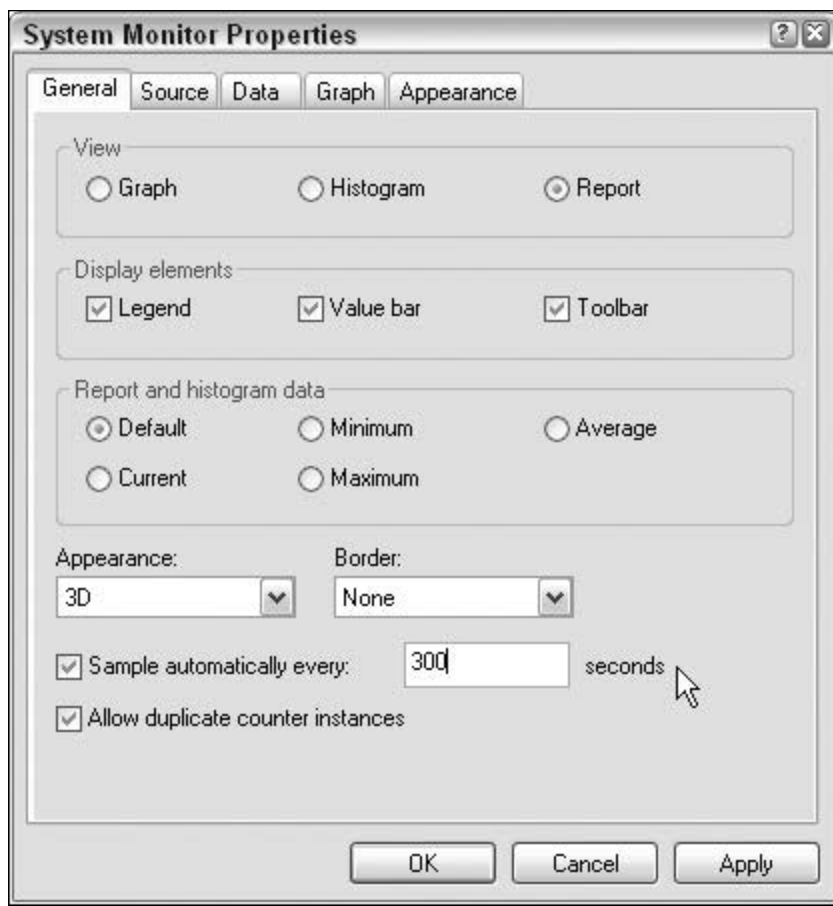 System Monitor Properties
General Source Data Graph Appearance
View
Graph Histogram Report
Display elements
Legend Value bar Toolbar
Report and histogram data
Default Minimum Average
Current Maximum
Appearance: Border:
3D None
Sample automatically every: 300 seconds
Allow duplicate counter instances
OK Cancel Apply